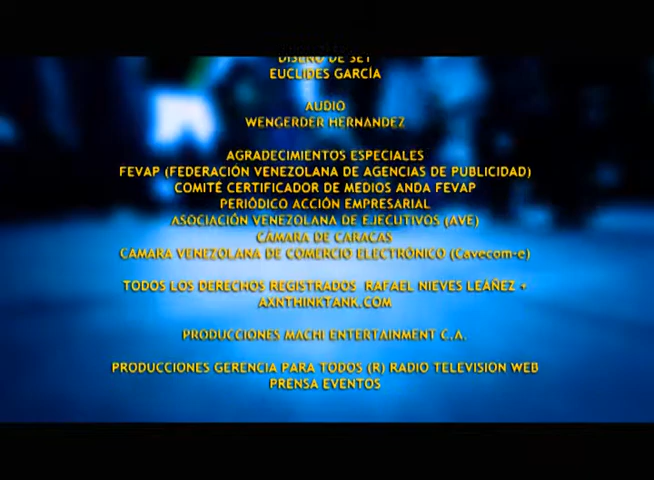 DISEÑO DE SET
EUCLIDES GARCÍA
AUDIO
WENGERDER HERNANDEZ
AGRADECIMIENTOS ESPECIALES
FEVAP (FEDERACIÓN VENEZOLANA DE AGENCIAS DE PUBLICIDAD)
COMITÉ CERTIFICADOR DE MEDIOS ANDA FEVAP
PERIÓDICO ACCIÓN EMPRESARIAL
ASOCIACIÓN VENEZOLANA DE EJECUTIVOS (AVE)
CÁMARA DE CARACAS
CAMARA VENEZOLANA DE COMERCIO ELECTRÓNICO (Cavecom-e)
TODOS LOS DERECHOS REGISTRADOS RAFAEL NIEVES LEAÑEZ +
AXNTHINKTANK.COM
PRODUCCIONES MACHI ENTERTAINMENT C.A.
PRODUCCIONES GERENCIA PARA TODOS (R) RADIO TELEVISION WEB
PRENSA EVENTOS